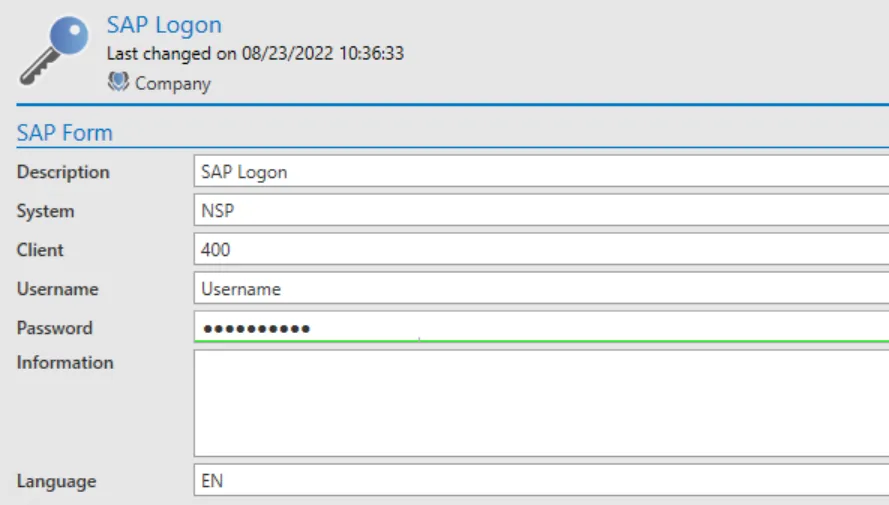 SAP Logon
Last changed on 08/23/2022 10:36:33
Company
SAP Form
Description SAP Logon
System NSP
Client 400
Username Username
Password ●●●●●●●●●●
Information
Language EN